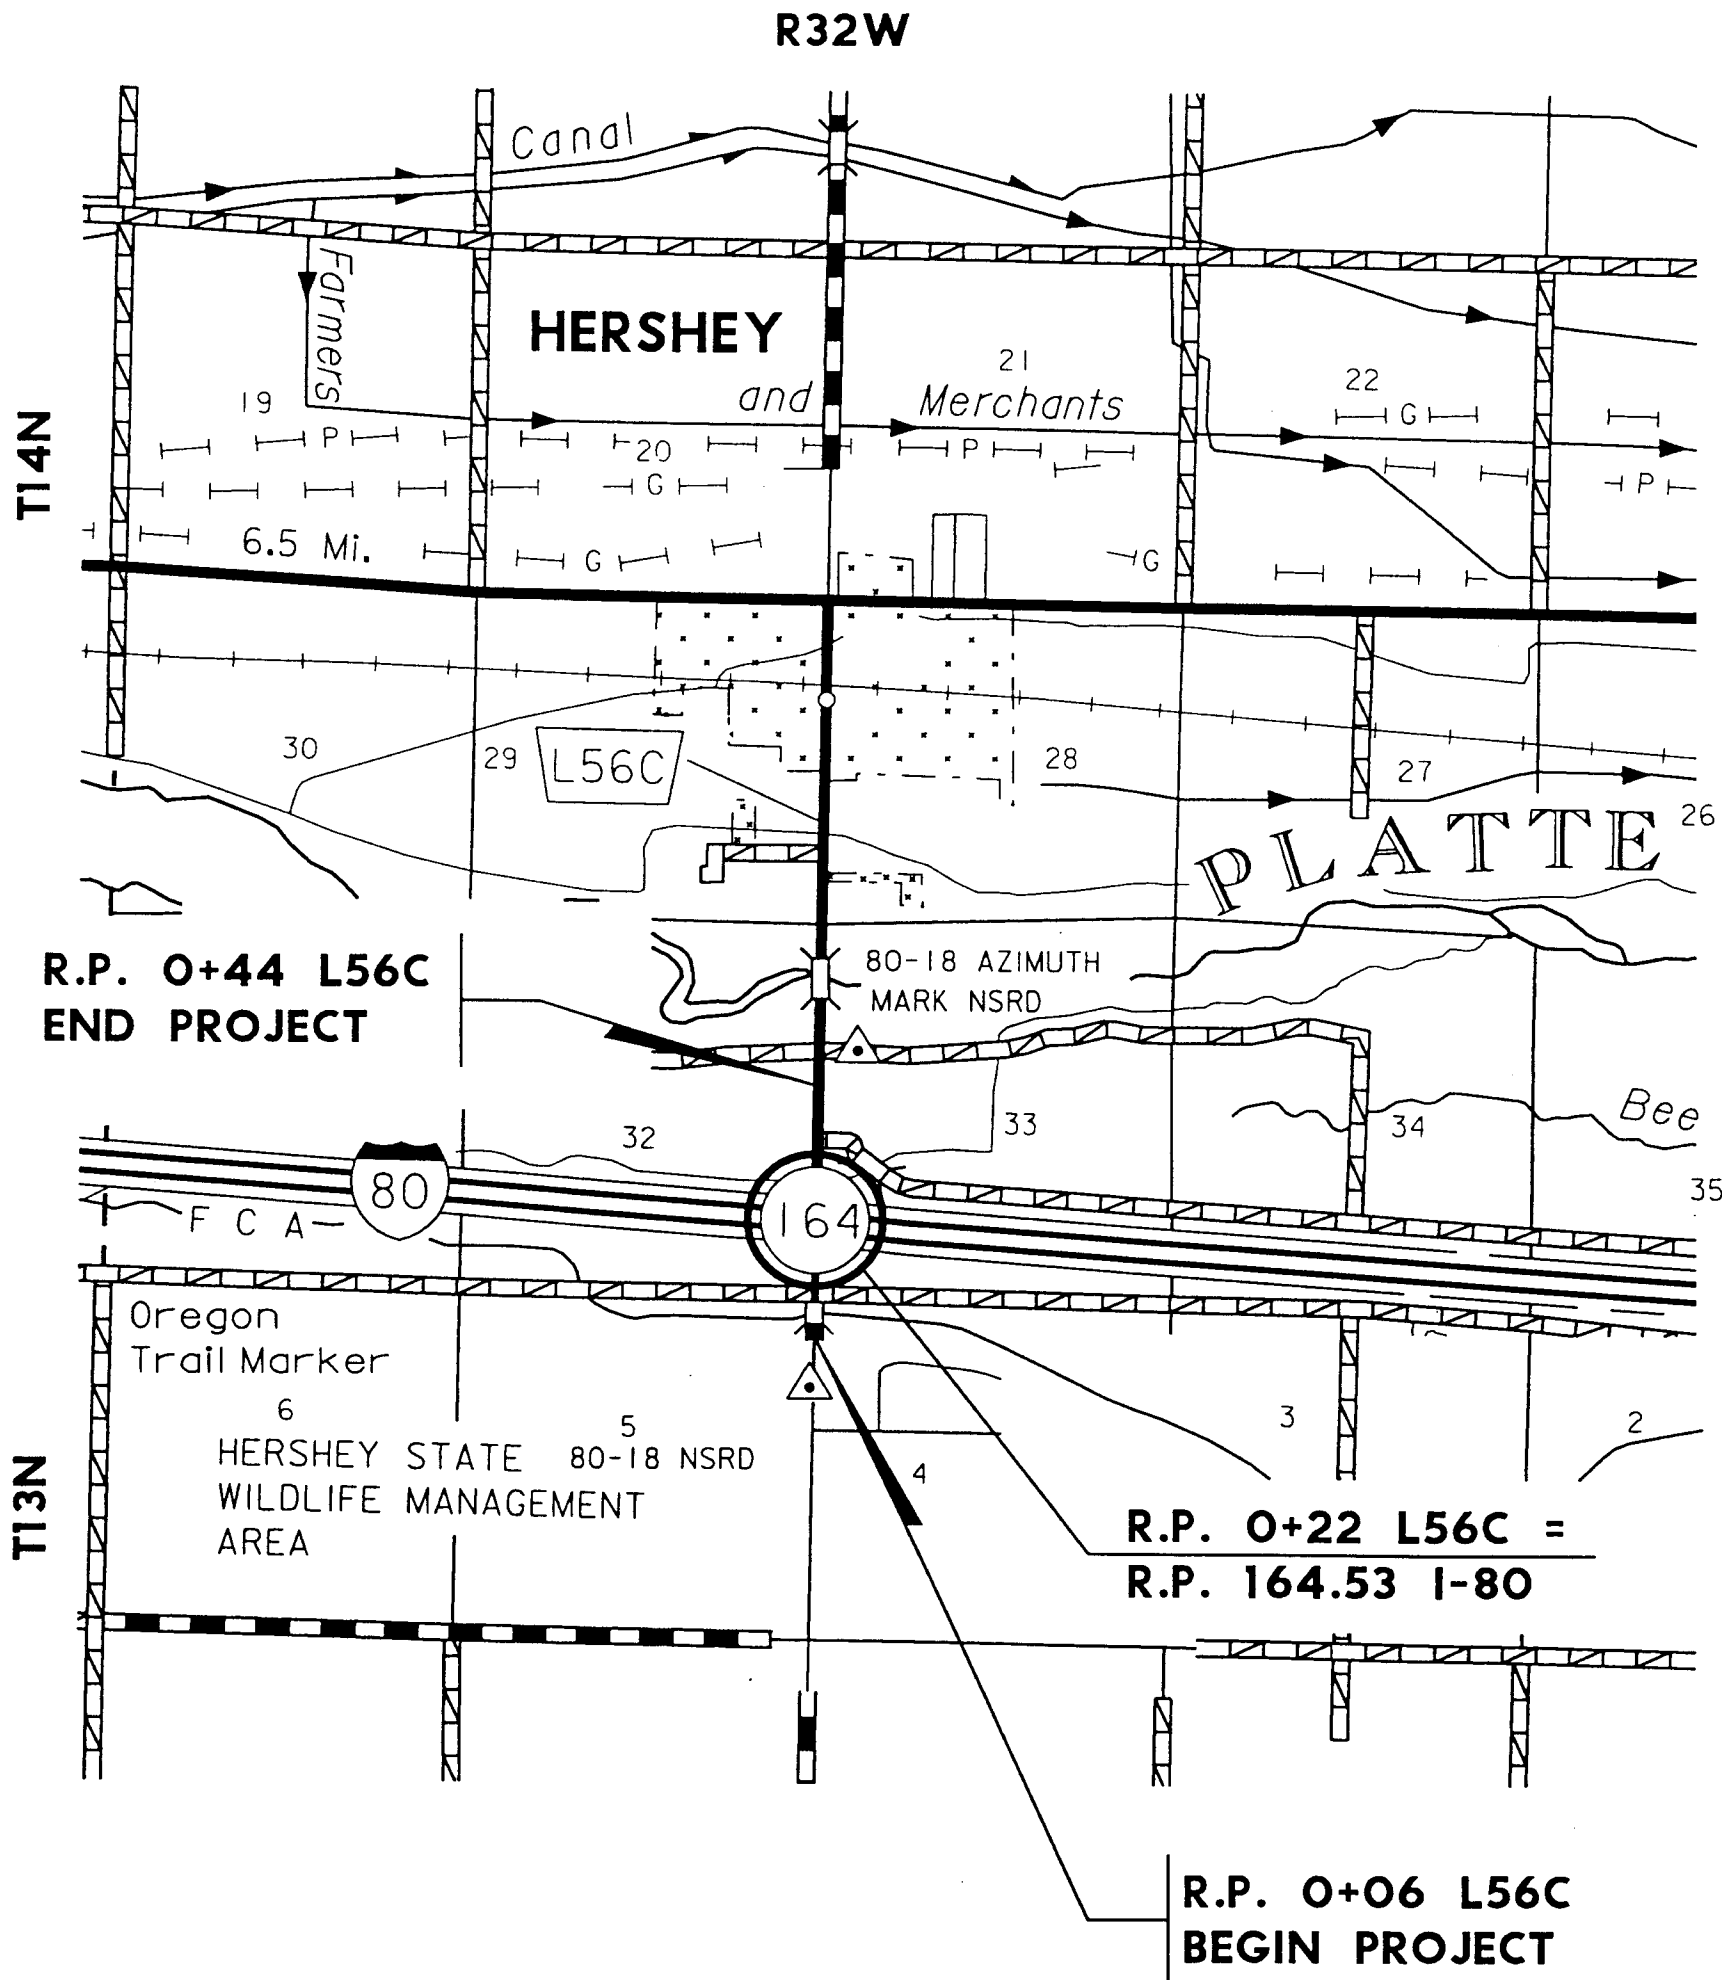 R32W
Canal
Farmers
HERSHEY
21
22
19
and
Merchants
G
P
20
P
T14N
G
P
6.5 Mi.
G
G
30
29
L56C
28
27
26
PLATTE
R.P. 0+44 L56C
END PROJECT
80-18 AZIMUTH
MARK NSRD
Bee
32
33
34
35
80
164
F C A
Oregon
Trail Marker
6
5
3
2
HERSHEY STATE
80-18 NSRD
4
WILDLIFE MANAGEMENT
AREA
T13N
R.P. 0+22 L56C =
R.P. 164.53 I-80
R.P. 0+06 L56C
BEGIN PROJECT